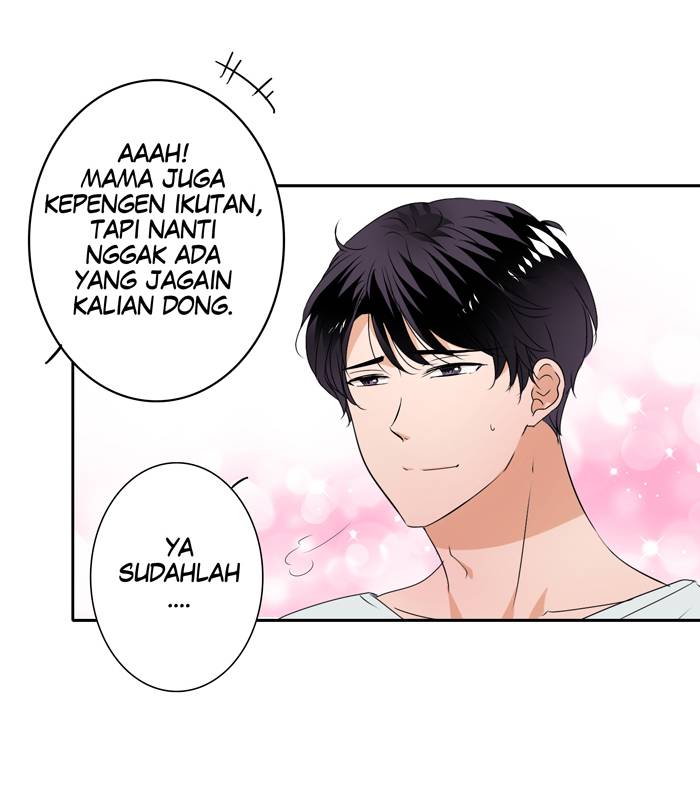 AAAH!
MAMA JUGA
KEPENGEN IKUTAN,
TAPI NANTI
NGGAK ADA
YANG JAGAIN
KALIAN DONG.
YA
SUDAHLAH
....